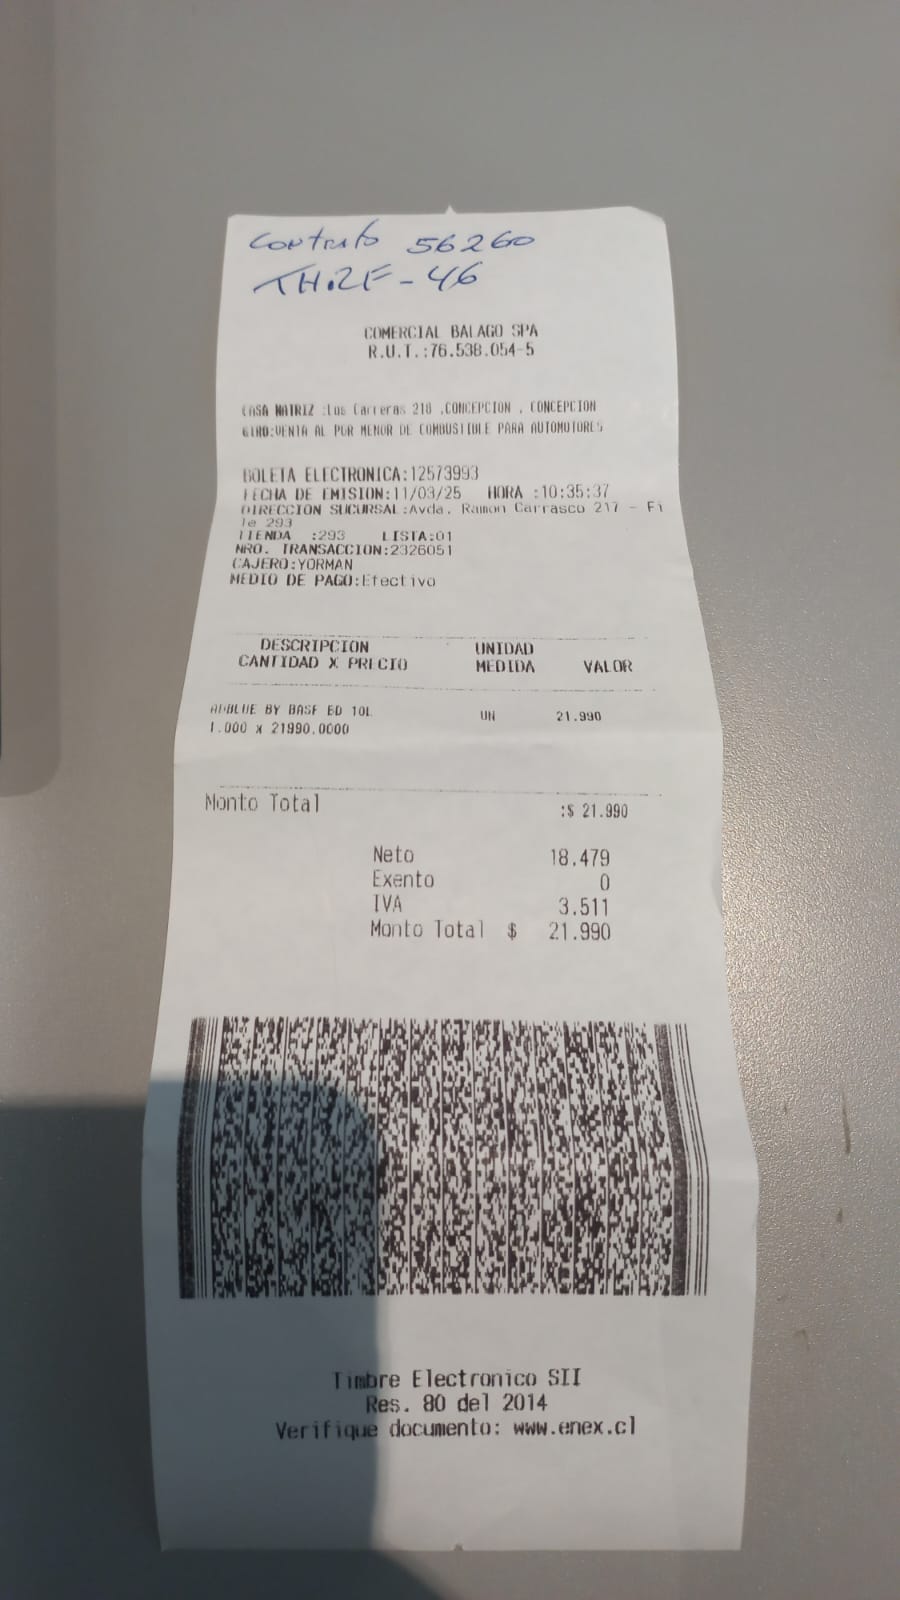 Contrato 56260
TH.ZF-46
COMERCIAL BALAGO SPA
R.U.T.:76.538.054-5
CASA MATRIZ :Los Carreras 218 ,CONCEPCION , CONCEPCION
GIRO:VENTA AL POR MENOR DE COMBUSTIBLE PARA AUTOMOTORES
BOLETA ELECTRONICA:12573993
FECHA DE EMISION:11/03/25 HORA :10:35:37
DIRECCION SUCURSAL:Avda. Ramon Carrasco 217 - Fi
le 293
TIENDA :293 LISTA:01
NRO. TRANSACCION:2326051
CAJERO:YORMAN
MEDIO DE PAGO:Efectivo
DESCRIPCION UNIDAD
CANTIDAD X PRECIO MEDIDA VALOR
ADBLUE BY BASF BD 10L UN 21.990
1.000 x 21990.0000
Monto Total :$ 21.990
Neto 18.479
Exento 0
IVA 3.511
Monto Total $ 21.990
Timbre Electronico SII
Res. 80 del 2014
Verifique documento: www.enex.cl